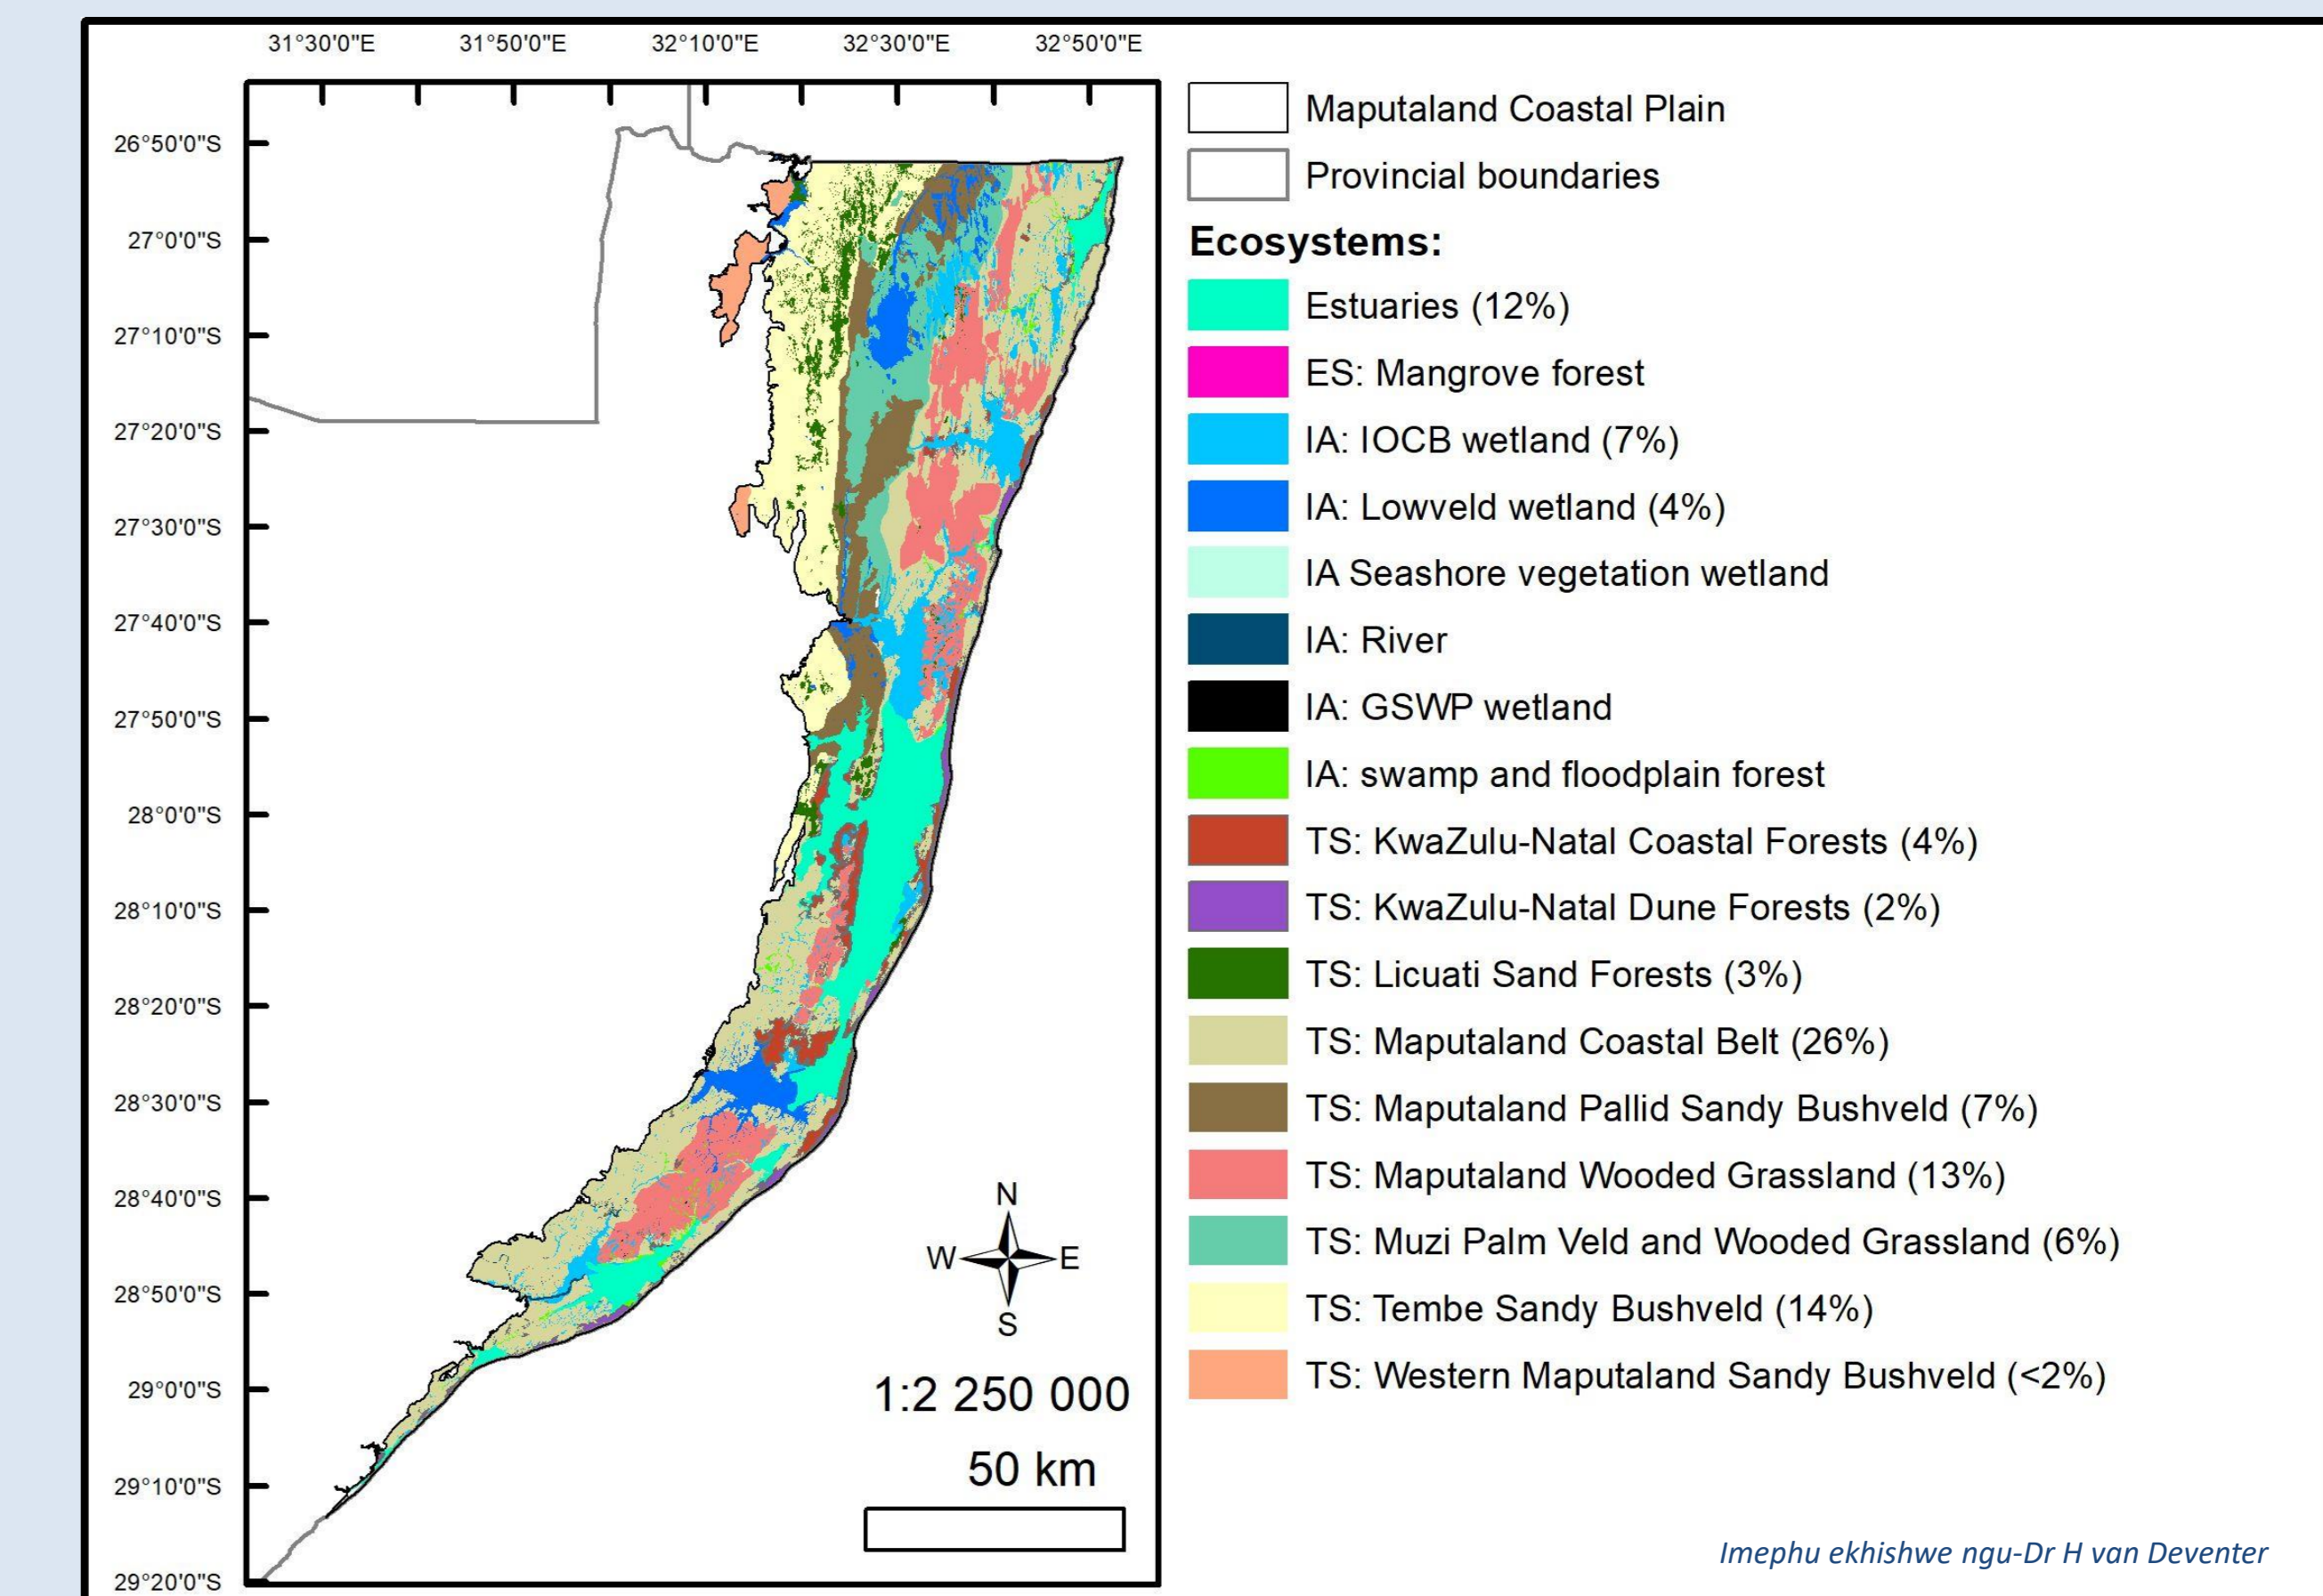 31°30'0"E 31°50'0"E 32°10'0"E 32°30'0"E 32°50'0"E
26°50'0"S
27°0'0"S
27°10'0"S
27°20'0"S
27°30'0"S
27°40'0"S
27°50'0"S
28°0'0"S
28°10'0"S
28°20'0"S
28°30'0"S
28°40'0"S
28°50'0"S
29°0'0"S
29°10'0"S
29°20'0"S
N
W E
S
1:2 250 000
50 km
Maputaland Coastal Plain
Provincial boundaries
Ecosystems:
Estuaries (12%)
ES: Mangrove forest
IA: IOCB wetland (7%)
IA: Lowveld wetland (4%)
IA Seashore vegetation wetland
IA: River
IA: GSWP wetland
IA: swamp and floodplain forest
TS: KwaZulu-Natal Coastal Forests (4%)
TS: KwaZulu-Natal Dune Forests (2%)
TS: Licuati Sand Forests (3%)
TS: Maputaland Coastal Belt (26%)
TS: Maputaland Pallid Sandy Bushveld (7%)
TS: Maputaland Wooded Grassland (13%)
TS: Muzi Palm Veld and Wooded Grassland (6%)
TS: Tembe Sandy Bushveld (14%)
TS: Western Maputaland Sandy Bushveld (<2%)
Imephu ekhishwe ngu-Dr H van Deventer